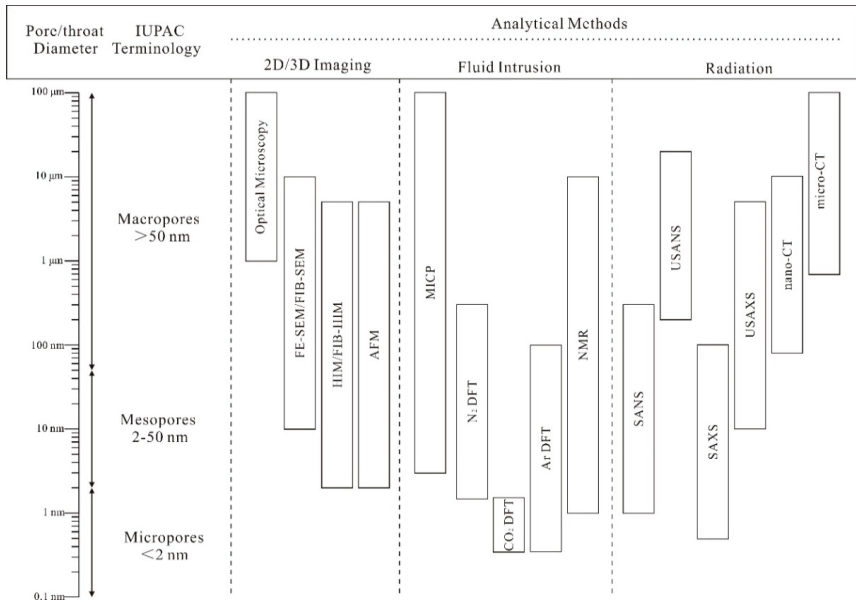 Pore/throat
Diameter
IUPAC
Terminology
Analytical Methods
2D/3D Imaging
Fluid Intrusion
Radiation
100 μm
10 μm
1 μm
100 nm
10 nm
1 nm
0.1 nm
Macropores
>50 nm
Mesopores
2-50 nm
Micropores
<2 nm
Optical Microscopy
FE-SEM/FIB-SEM
HIM/FIB-HIM
AFM
MICP
N₂ DFT
CO₂ DFT
Ar DFT
NMR
SANS
USANS
SAXS
USAXS
nano-CT
micro-CT